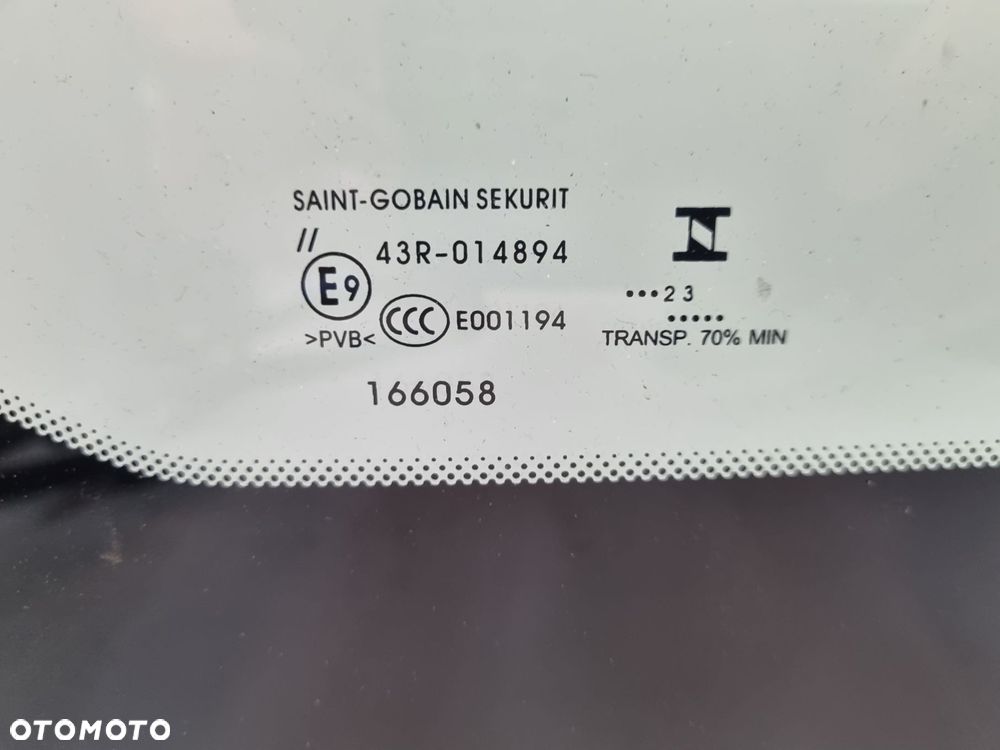 SAINT-GOBAIN SEKURIT
//
43R-014894
E9
>PVB<
CCC E001194
166058
•••23
•••••
TRANSP. 70% MIN
OTOMOTO